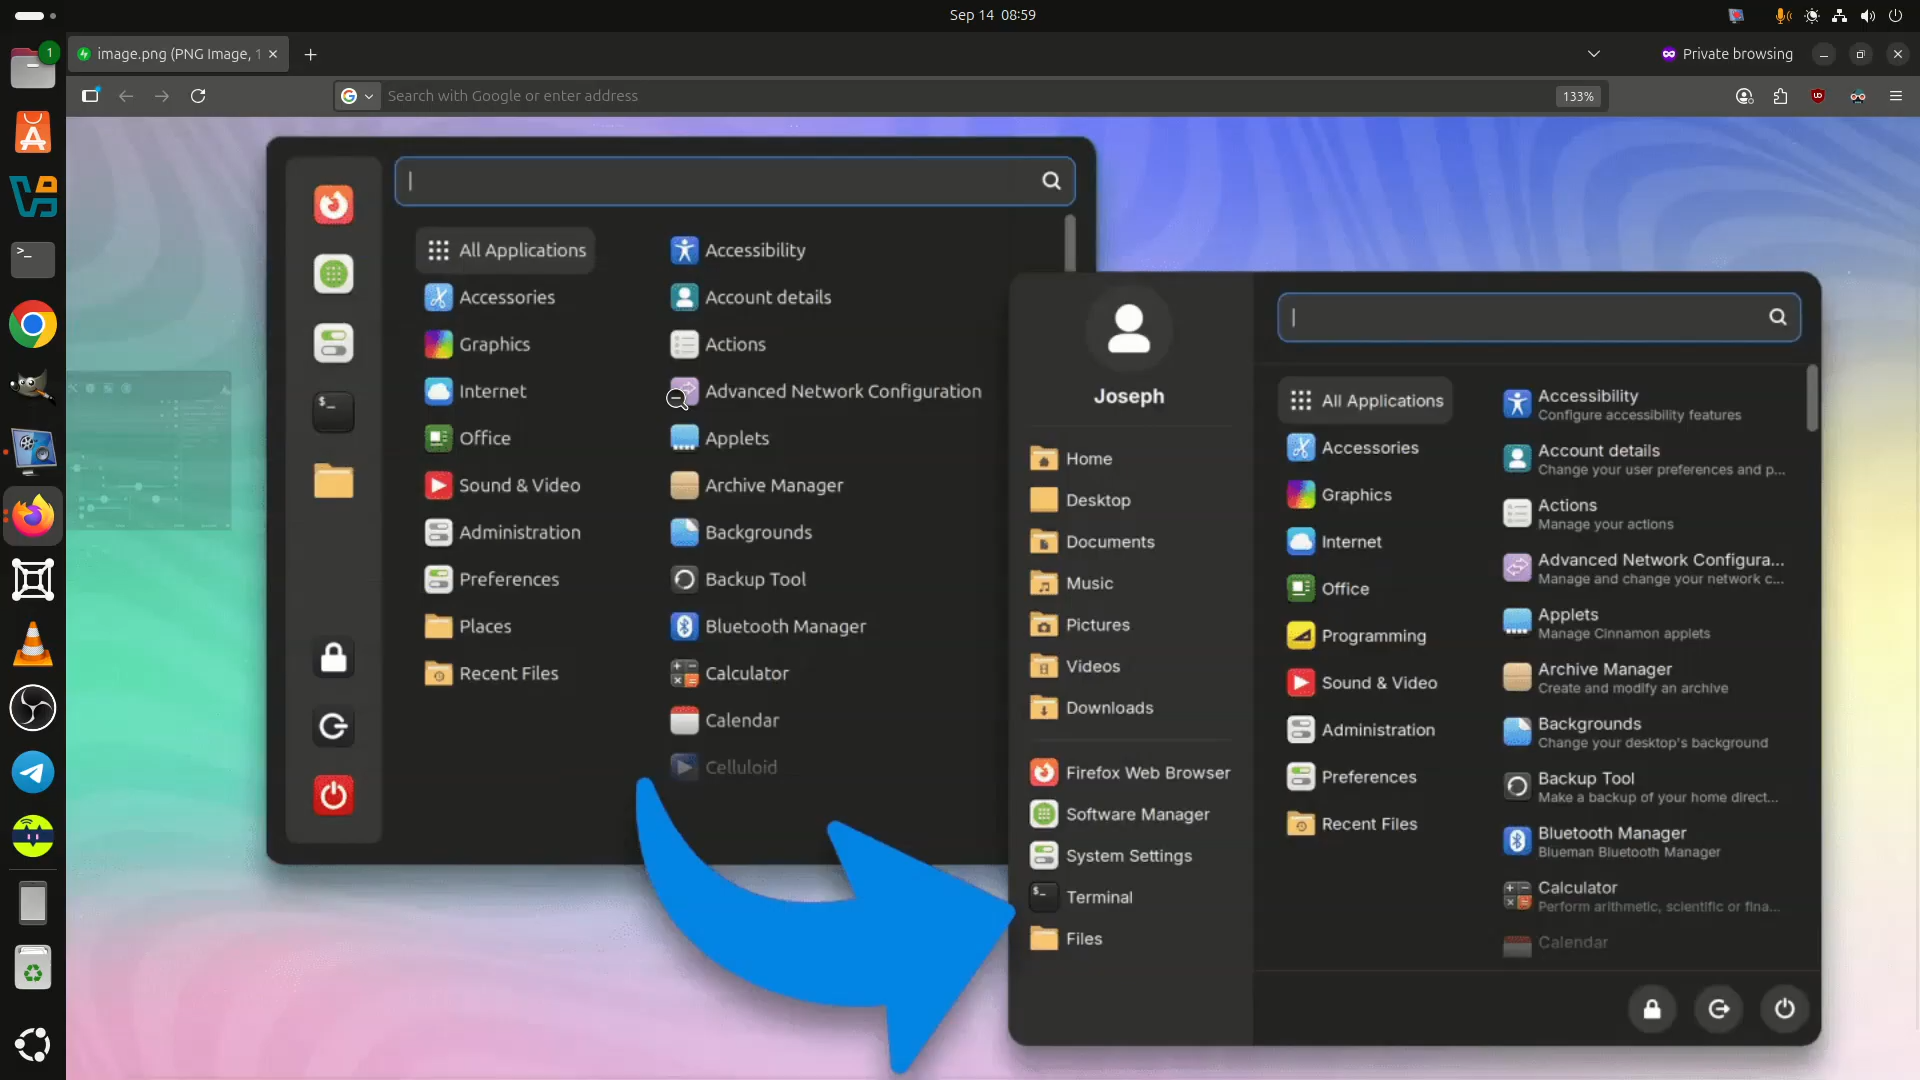 Sep 14 08:59
1
image.png (PNG Image, 1
Private browsing
Search with Google or enter address
133%
All Applications
Accessories
Graphics
Internet
Office
Sound & Video
Administration
Preferences
Places
Recent Files
Accessibility
Account details
Actions
Advanced Network Configuration
Applets
Archive Manager
Backgrounds
Backup Tool
Bluetooth Manager
Calculator
Calendar
Celluloid
Joseph
Home
Desktop
Documents
Music
Pictures
Videos
Downloads
Firefox Web Browser
Software Manager
System Settings
Terminal
Files
All Applications
Accessories
Graphics
Internet
Office
Programming
Sound & Video
Administration
Preferences
Recent Files
Accessibility
Configure accessibility features
Account details
Change your user preferences and p...
Actions
Manage your actions
Advanced Network Configura...
Manage and change your network c...
Applets
Manage Cinnamon applets
Archive Manager
Create and modify an archive
Backgrounds
Change your desktop's background
Backup Tool
Make a backup of your home direct...
Bluetooth Manager
Blueman Bluetooth Manager
Calculator
Perform arithmetic, scientific or fina...
Calendar